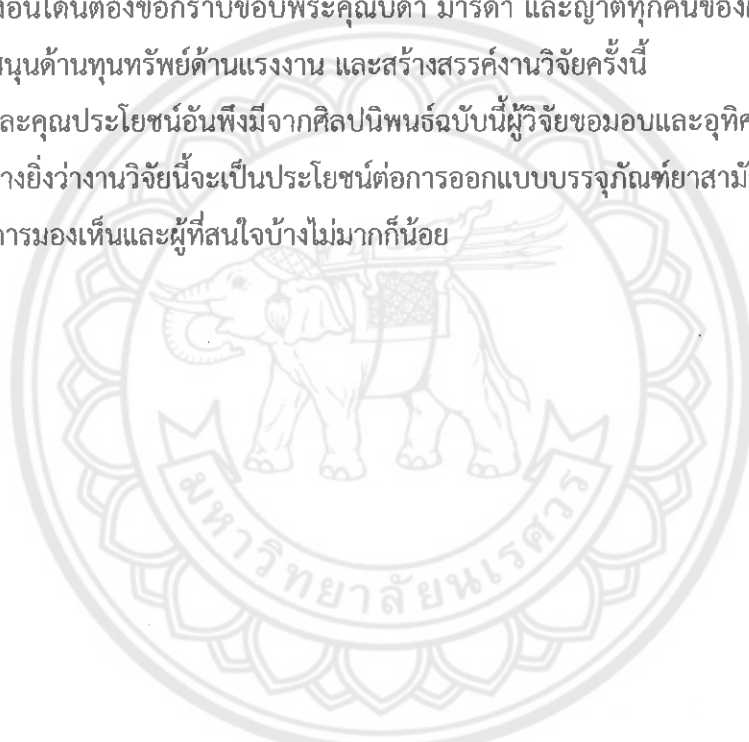 ขอกราบขอบพระคุณบิดา มารดา และญาติทุกคนของ
สนุนด้านทุนทรัพย์ด้านแรงงาน และสร้างสรรค์งานวิจัยครั้งนี้
ละคุณประโยชน์อันพึงมีจากศิลปนิพนธ์ฉบับนี้ผู้วิจัยขอมอบและอุทิศ
างยิ่งว่างานวิจัยนี้จะเป็นประโยชน์ต่อการออกแบบบรรจุภัณฑ์ยาสามั
การมองเห็นและผู้ที่สนใจบ้างไม่มากก็น้อย
มหาวิทยาลัยนเรศวร